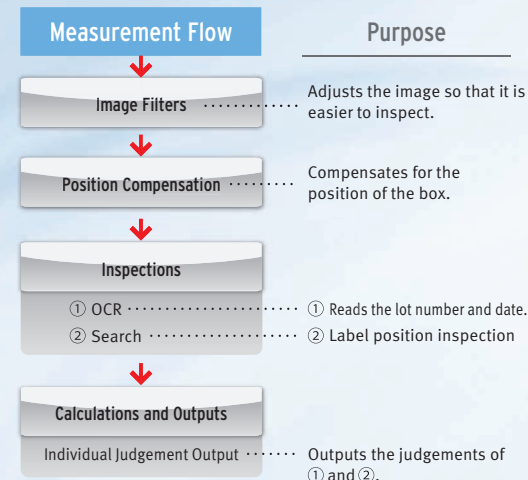 Measurement Flow Purpose
Image Filters ············· Adjusts the image so that it is
easier to inspect.
Position Compensation ········· Compensates for the
position of the box.
Inspections
① OCR ······················· ① Reads the lot number and date.
② Search ···················· ② Label position inspection
Calculations and Outputs
Individual Judgement Output ······· Outputs the judgements of
① and ②.